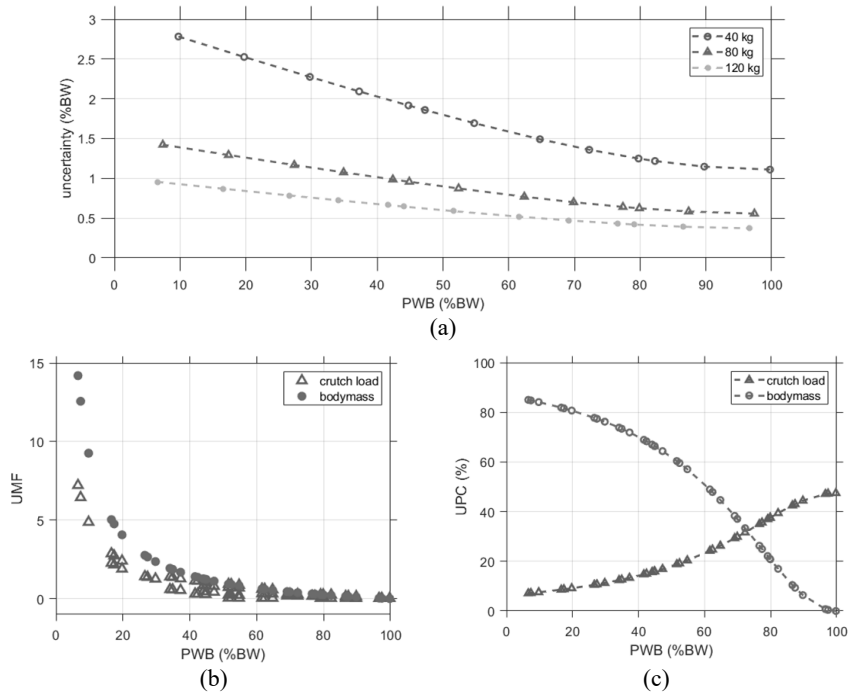 3
2.5
2
1.5
1
0.5
0
uncertainty (%BW)
40 kg
80 kg
120 kg
0 10 20 30 40 50 60 70 80 90 100
PWB (%BW)
(a)
15
10
5
0
UMF
crutch load
bodymass
0 20 40 60 80 100
PWB (%BW)
(b)
100
80
60
40
20
0
UPC (%)
crutch load
bodymass
0 20 40 60 80 100
PWB (%BW)
(c)